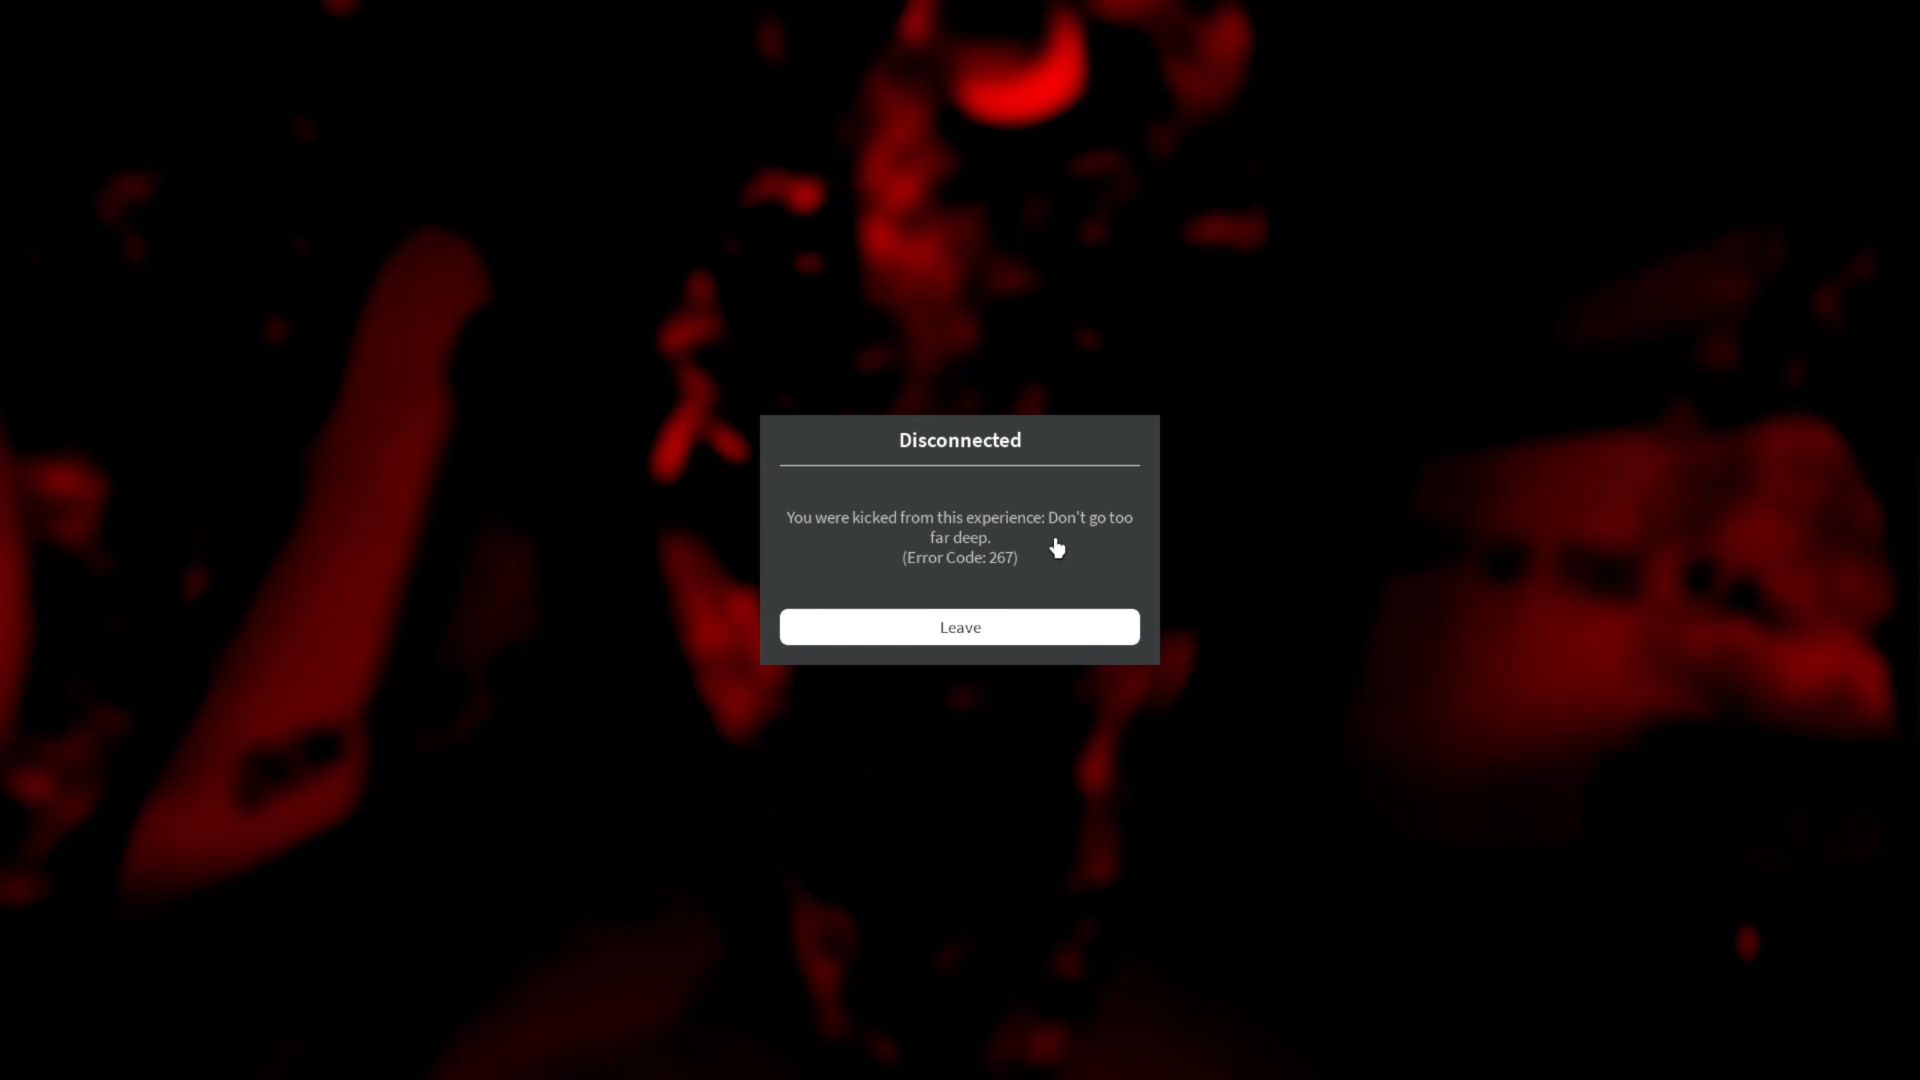 Disconnected
You were kicked from this experience: Don't go too
far deep.
(Error Code: 267)
Leave